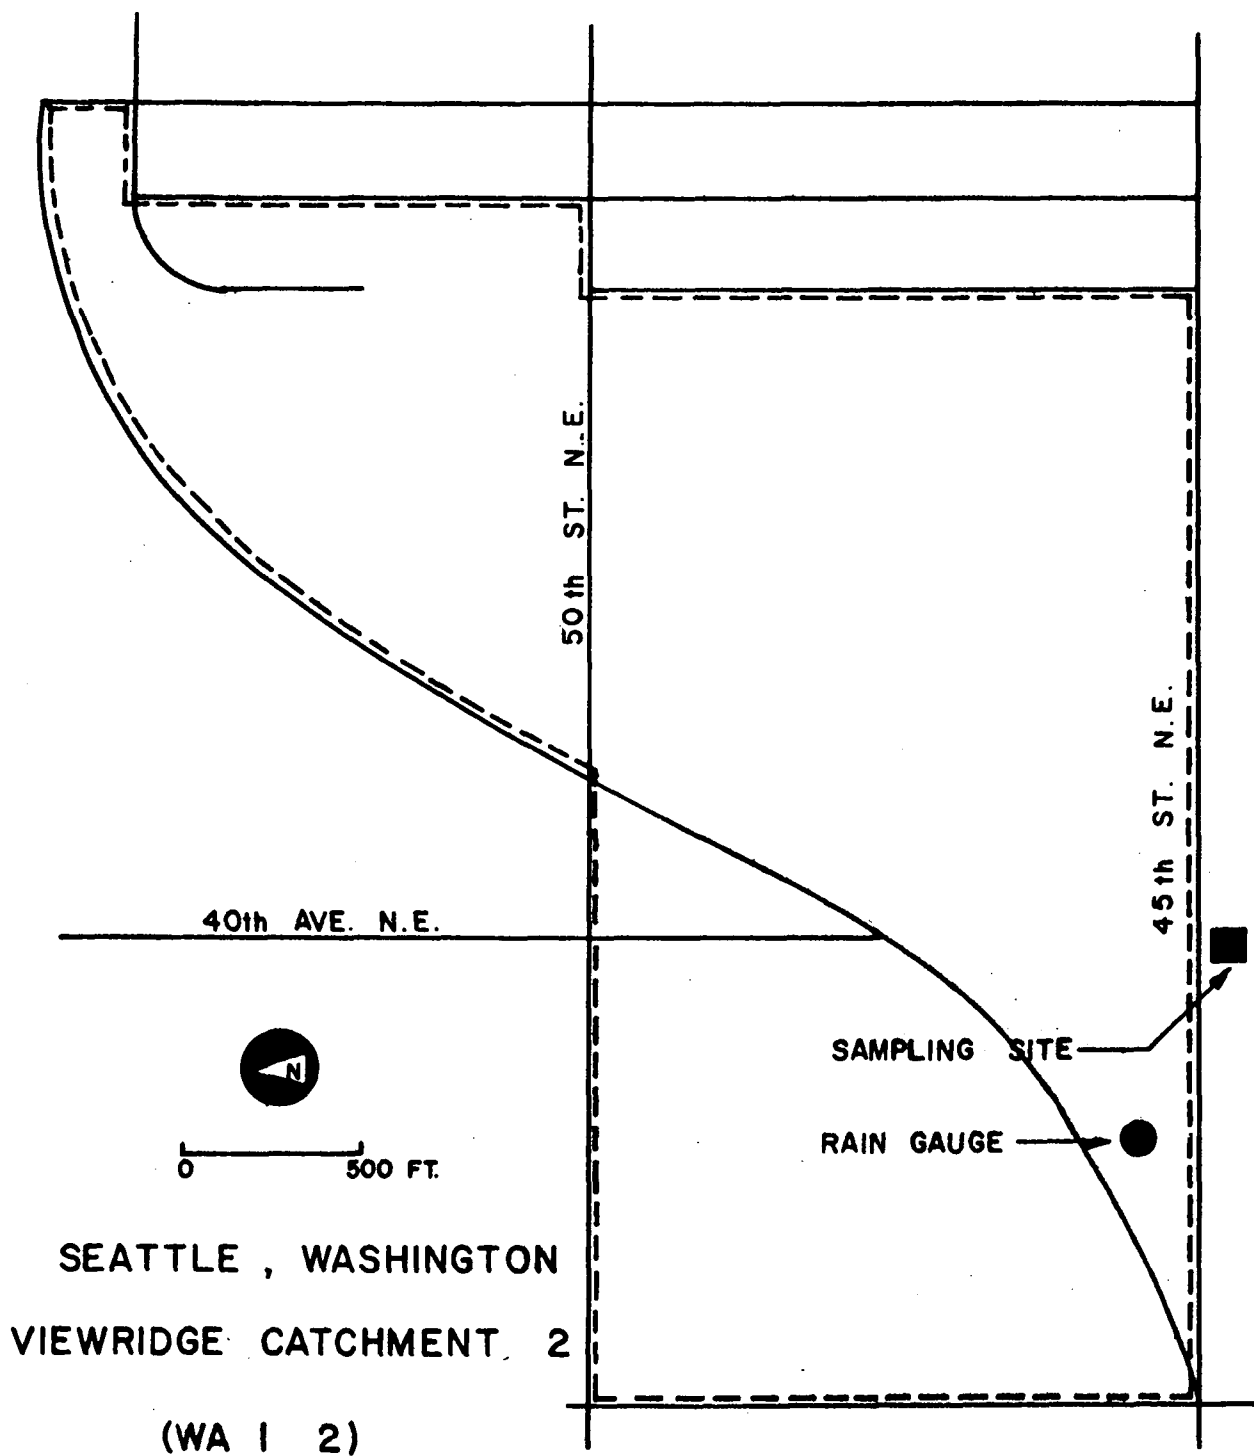 50th ST. N.E.
45th ST. N.E.
40th AVE. N.E.
SAMPLING SITE
N
RAIN GAUGE
0 500 FT.
SEATTLE , WASHINGTON
VIEWRIDGE CATCHMENT 2
(WA 1 2)